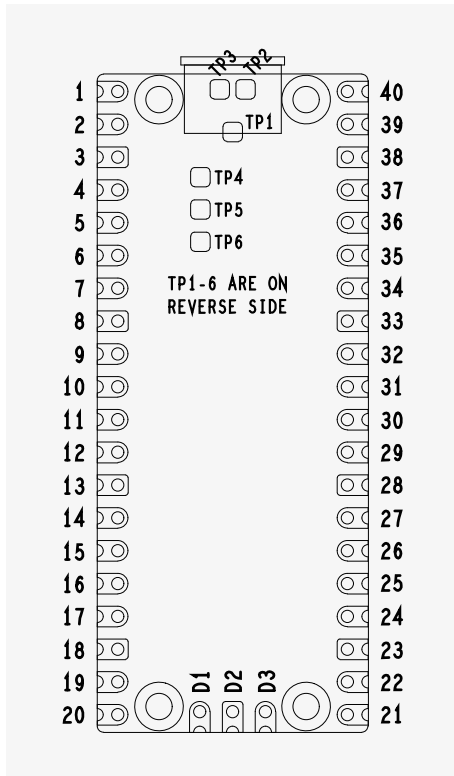 TP3 TP2
1 TP1 40
2 39
3 38
4 TP4 37
5 TP5 36
6 TP6 35
7 TP1-6 ARE ON 34
8 REVERSE SIDE 33
9 32
10 31
11 30
12 29
13 28
14 27
15 26
16 25
17 24
18 23
19 D1 D2 D3 22
20 21